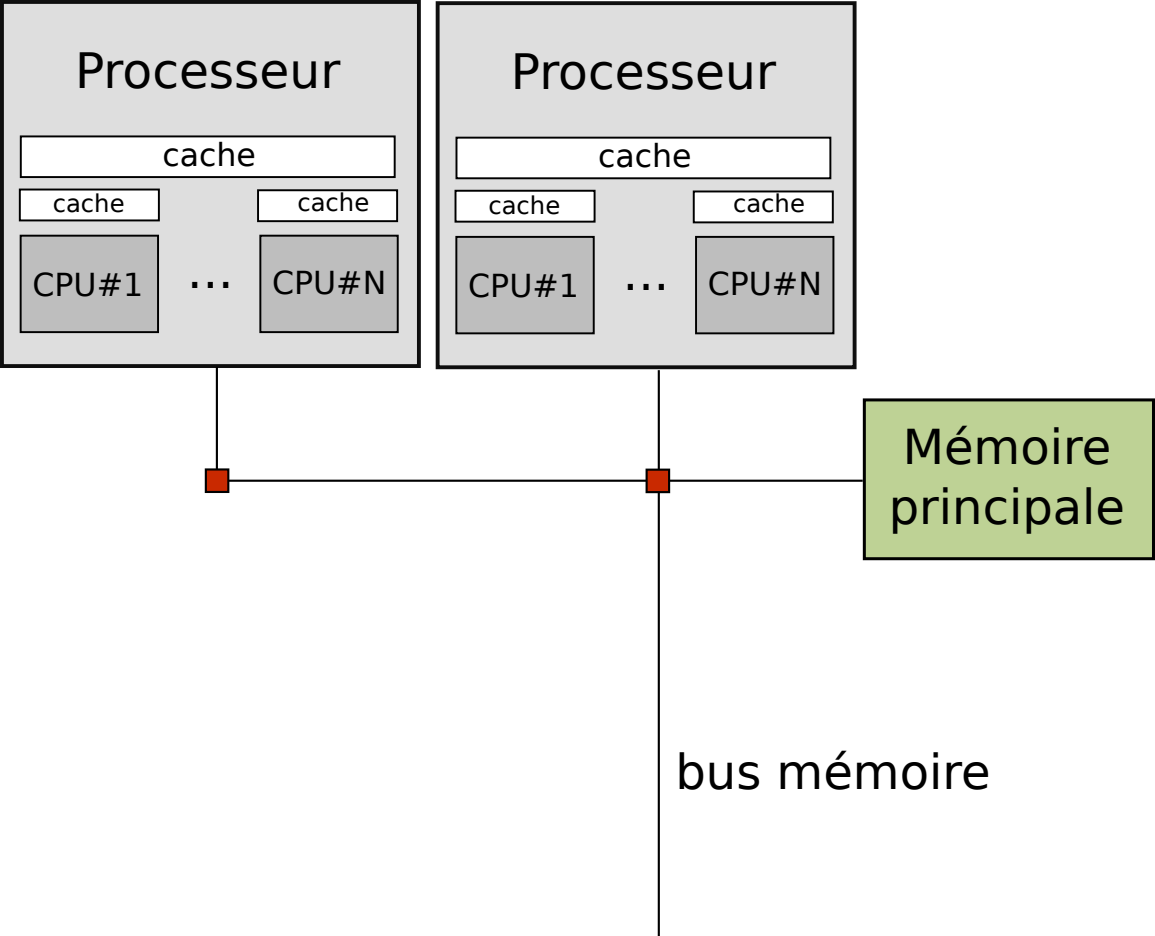 Processeur
cache
cache
cache
CPU#1
...
CPU#N
Processeur
cache
cache
cache
CPU#1
...
CPU#N
Mémoire
principale
bus mémoire